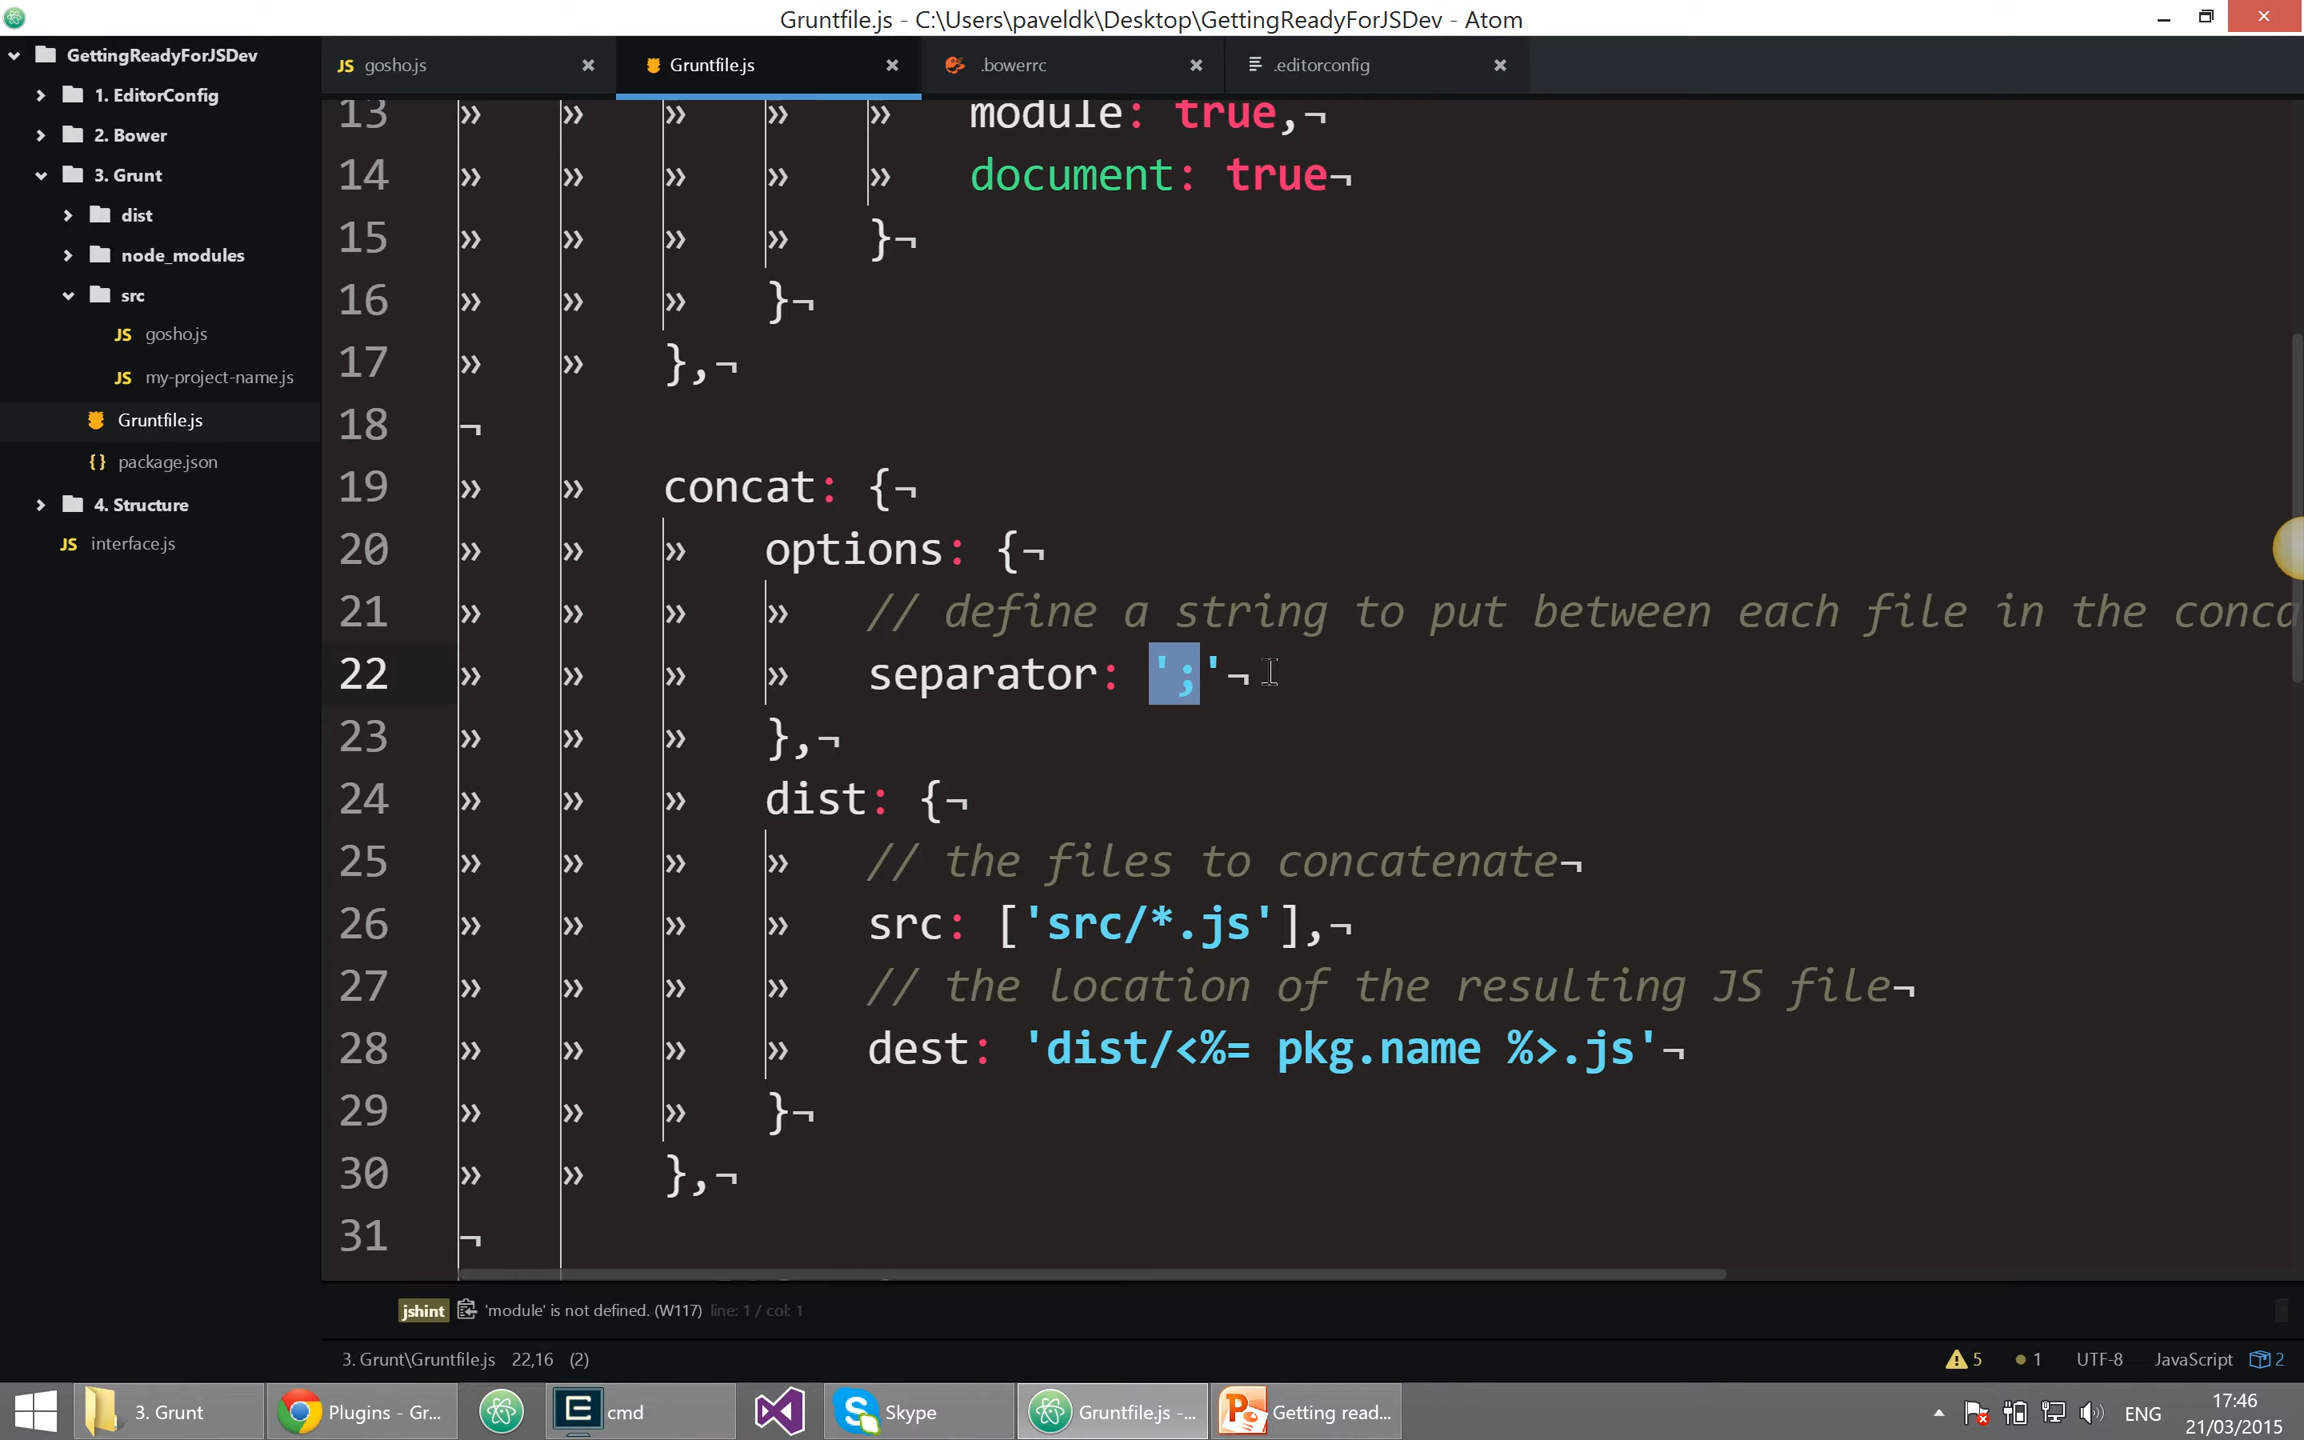 Gruntfile.js - C:\Users\paveldk\Desktop\GettingReadyForJSDev - Atom
GettingReadyForJSDev
1. EditorConfig
2. Bower
3. Grunt
dist
node_modules
src
JS gosho.js
JS my-project-name.js
Gruntfile.js
{} package.json
4. Structure
JS interface.js
JS gosho.js
Gruntfile.js
.bowerrc
.editorconfig
13 » » » » » module: true,¬
14 » » » » » document: true¬
15 » » » » }¬
16 » » » }¬
17 » » },¬
18 ¬
19 » » concat: {¬
20 » » » options: {¬
21 » » » » // define a string to put between each file in the conca
22 » » » » separator: ';'¬
23 » » » },¬
24 » » » dist: {¬
25 » » » » // the files to concatenate¬
26 » » » » src: ['src/*.js'],¬
27 » » » » // the location of the resulting JS file¬
28 » » » » dest: 'dist/<%= pkg.name %>.js'¬
29 » » » }¬
30 » » },¬
31 ¬
jshint 'module' is not defined. (W117) line: 1 / col: 1
3. Grunt\Gruntfile.js 22,16 (2)
5 1 UTF-8 JavaScript 2
3. Grunt
Plugins - Gr...
cmd
Skype
Gruntfile.js -...
Getting read...
ENG
17:46
21/03/2015